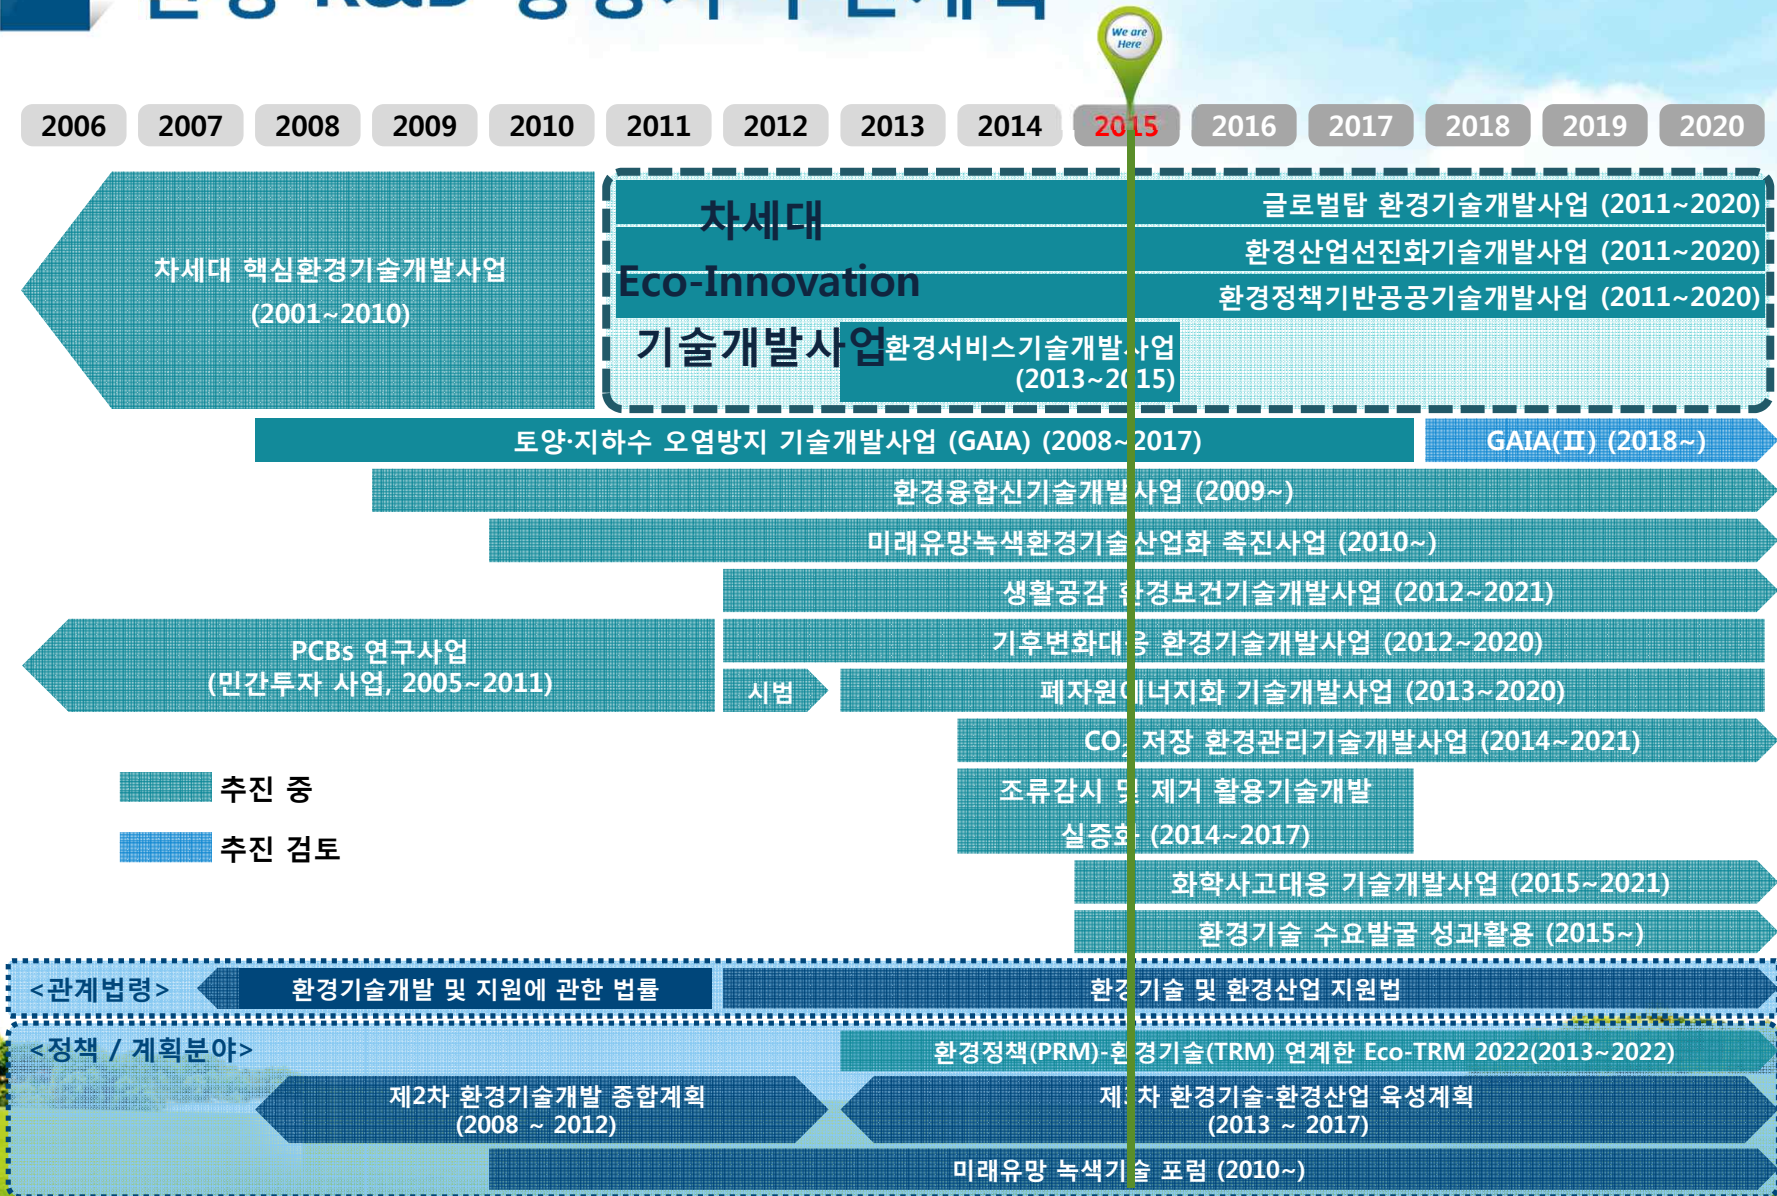 R&D
We are
Here
2006 2007 2008 2009 2010 2011 2012 2013 2014 2015 2016 2017 2018 2019 2020
차세대 핵심환경기술개발사업
(2001~2010)
차세대
Eco-Innovation
기술개발사업
글로벌탑 환경기술개발사업 (2011~2020)
환경산업선진화기술개발사업 (2011~2020)
환경정책기반공공기술개발사업 (2011~2020)
환경서비스기술개발사업
(2013~2015)
토양·지하수 오염방지 기술개발사업 (GAIA) (2008~2017)
GAIA(Ⅱ) (2018~)
환경융합신기술개발사업 (2009~)
미래유망녹색환경기술산업화 촉진사업 (2010~)
생활공감 환경보건기술개발사업 (2012~2021)
PCBs 연구사업
(민간투자 사업, 2005~2011)
기후변화대응 환경기술개발사업 (2012~2020)
시범
폐자원에너지화 기술개발사업 (2013~2020)
CO₂ 저장 환경관리기술개발사업 (2014~2021)
조류감시 및 제거 활용기술개발
실증화 (2014~2017)
추진 중
추진 검토
화학사고대응 기술개발사업 (2015~2021)
환경기술 수요발굴 성과활용 (2015~)
<관계법령>
환경기술개발 및 지원에 관한 법률
환경기술 및 환경산업 지원법
<정책 / 계획분야>
환경정책(PRM)-환경기술(TRM) 연계한 Eco-TRM 2022(2013~2022)
제2차 환경기술개발 종합계획
(2008 ~ 2012)
제3차 환경기술-환경산업 육성계획
(2013 ~ 2017)
미래유망 녹색기술 포럼 (2010~)